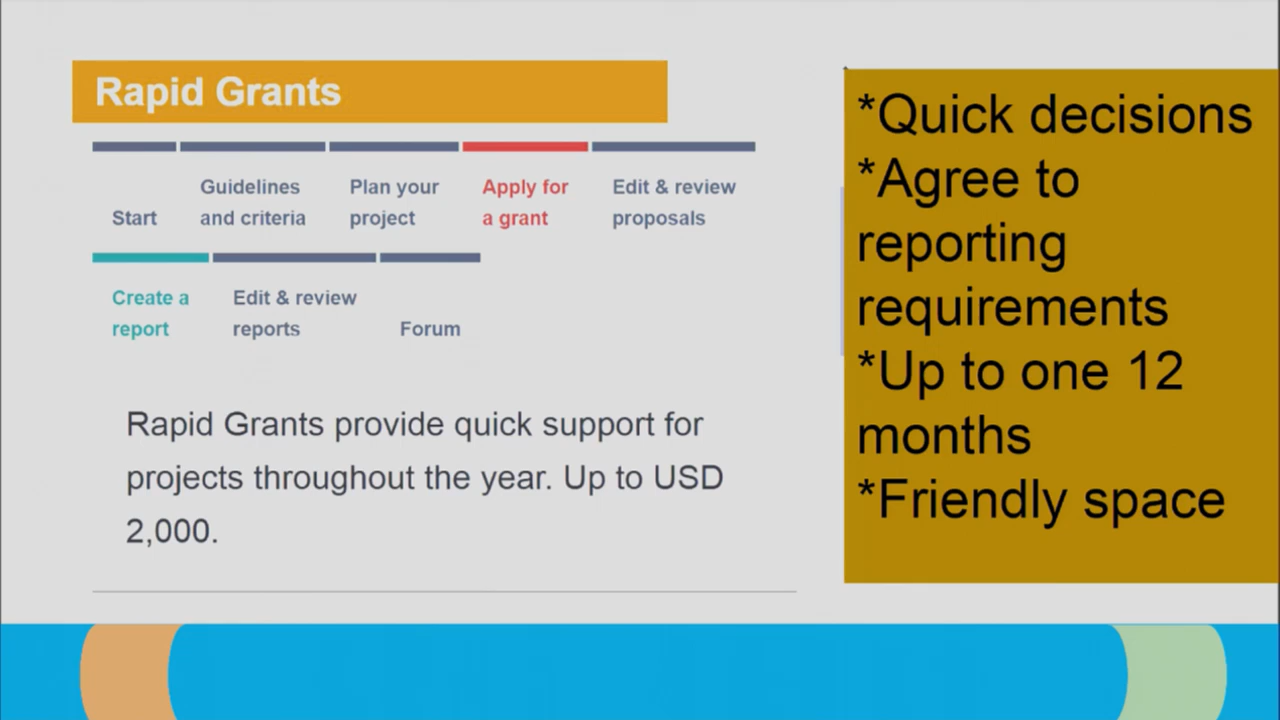 Rapid Grants
Start
Guidelines
and criteria
Plan your
project
Apply for
a grant
Edit & review
proposals
Create a
report
Edit & review
reports
Forum
Rapid Grants provide quick support for
projects throughout the year. Up to USD
2,000.
*Quick decisions
*Agree to
reporting
requirements
*Up to one 12
months
*Friendly space